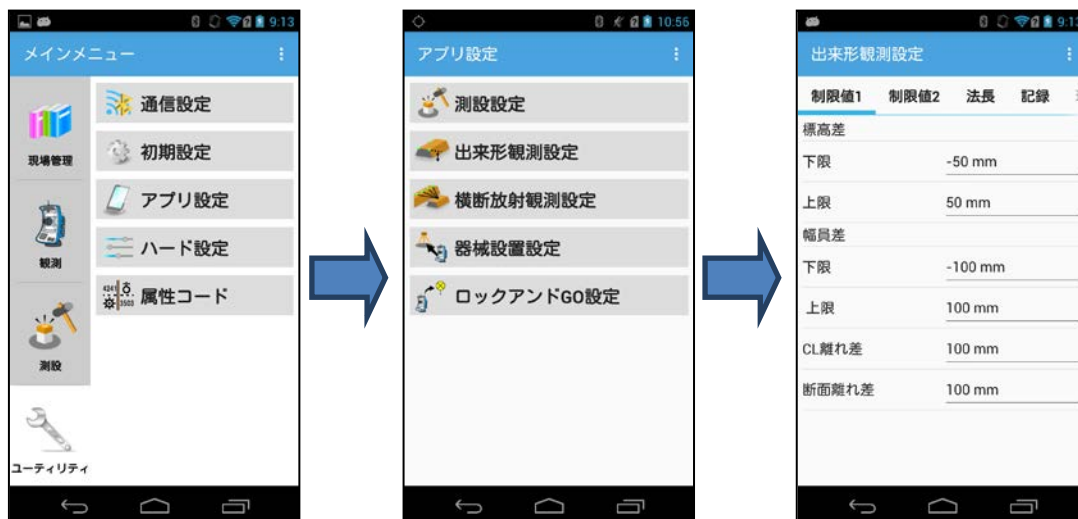 9:13
メインメニュー
現場管理
観測
測設
ユーティリティ
通信設定
初期設定
アプリ設定
ハード設定
属性コード
10:56
アプリ設定
測設設定
出来形観測設定
横断放射観測設定
器械設置設定
ロックアンドGO設定
9:13
出来形観測設定
制限値1 制限値2 法長 記録
標高差
下限 -50 mm
上限 50 mm
幅員差
下限 -100 mm
上限 100 mm
CL離れ差 100 mm
断面離れ差 100 mm